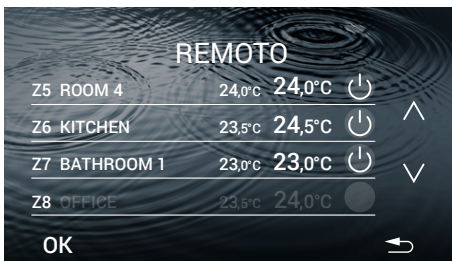 REMOTO
Z5 ROOM 4 24,0°C 24,0°C
Z6 KITCHEN 23,5°C 24,5°C
Z7 BATHROOM 1 23,0°C 23,0°C
Z8 OFFICE 23,5°C 24,0°C
OK